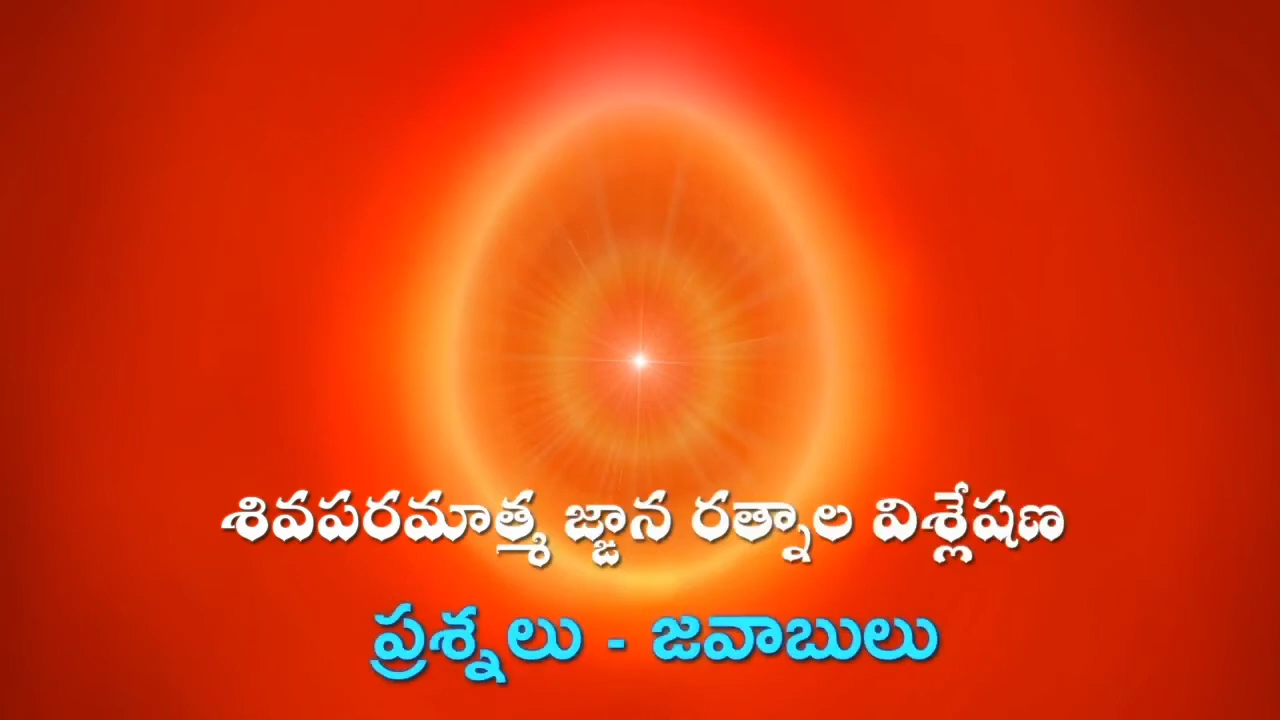 శివపరమాత్మ జ్ఞాన రత్నాల విశ్లేషణ
ప్రశ్నలు - జవాబులు